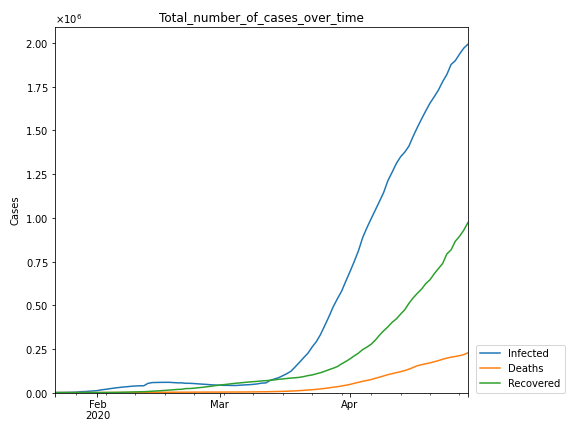 Total_number_of_cases_over_time
×10⁶
2.00
1.75
1.50
1.25
1.00
0.75
0.50
0.25
0.00
Cases
Feb
2020
Mar
Apr
Infected
Deaths
Recovered